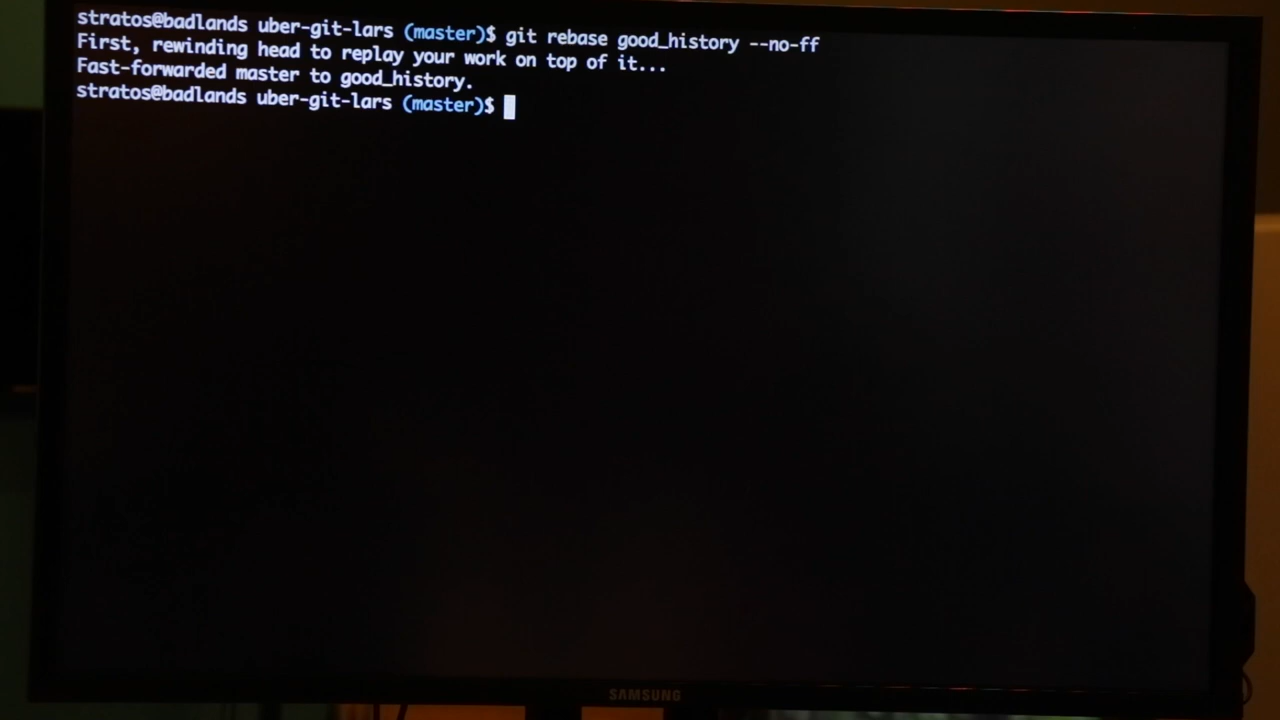 stratos@badlands uber-git-lars (master)$ git rebase good_history --no-ff
First, rewinding head to replay your work on top of it...
Fast-forwarded master to good_history.
stratos@badlands uber-git-lars (master)$
SAMSUNG